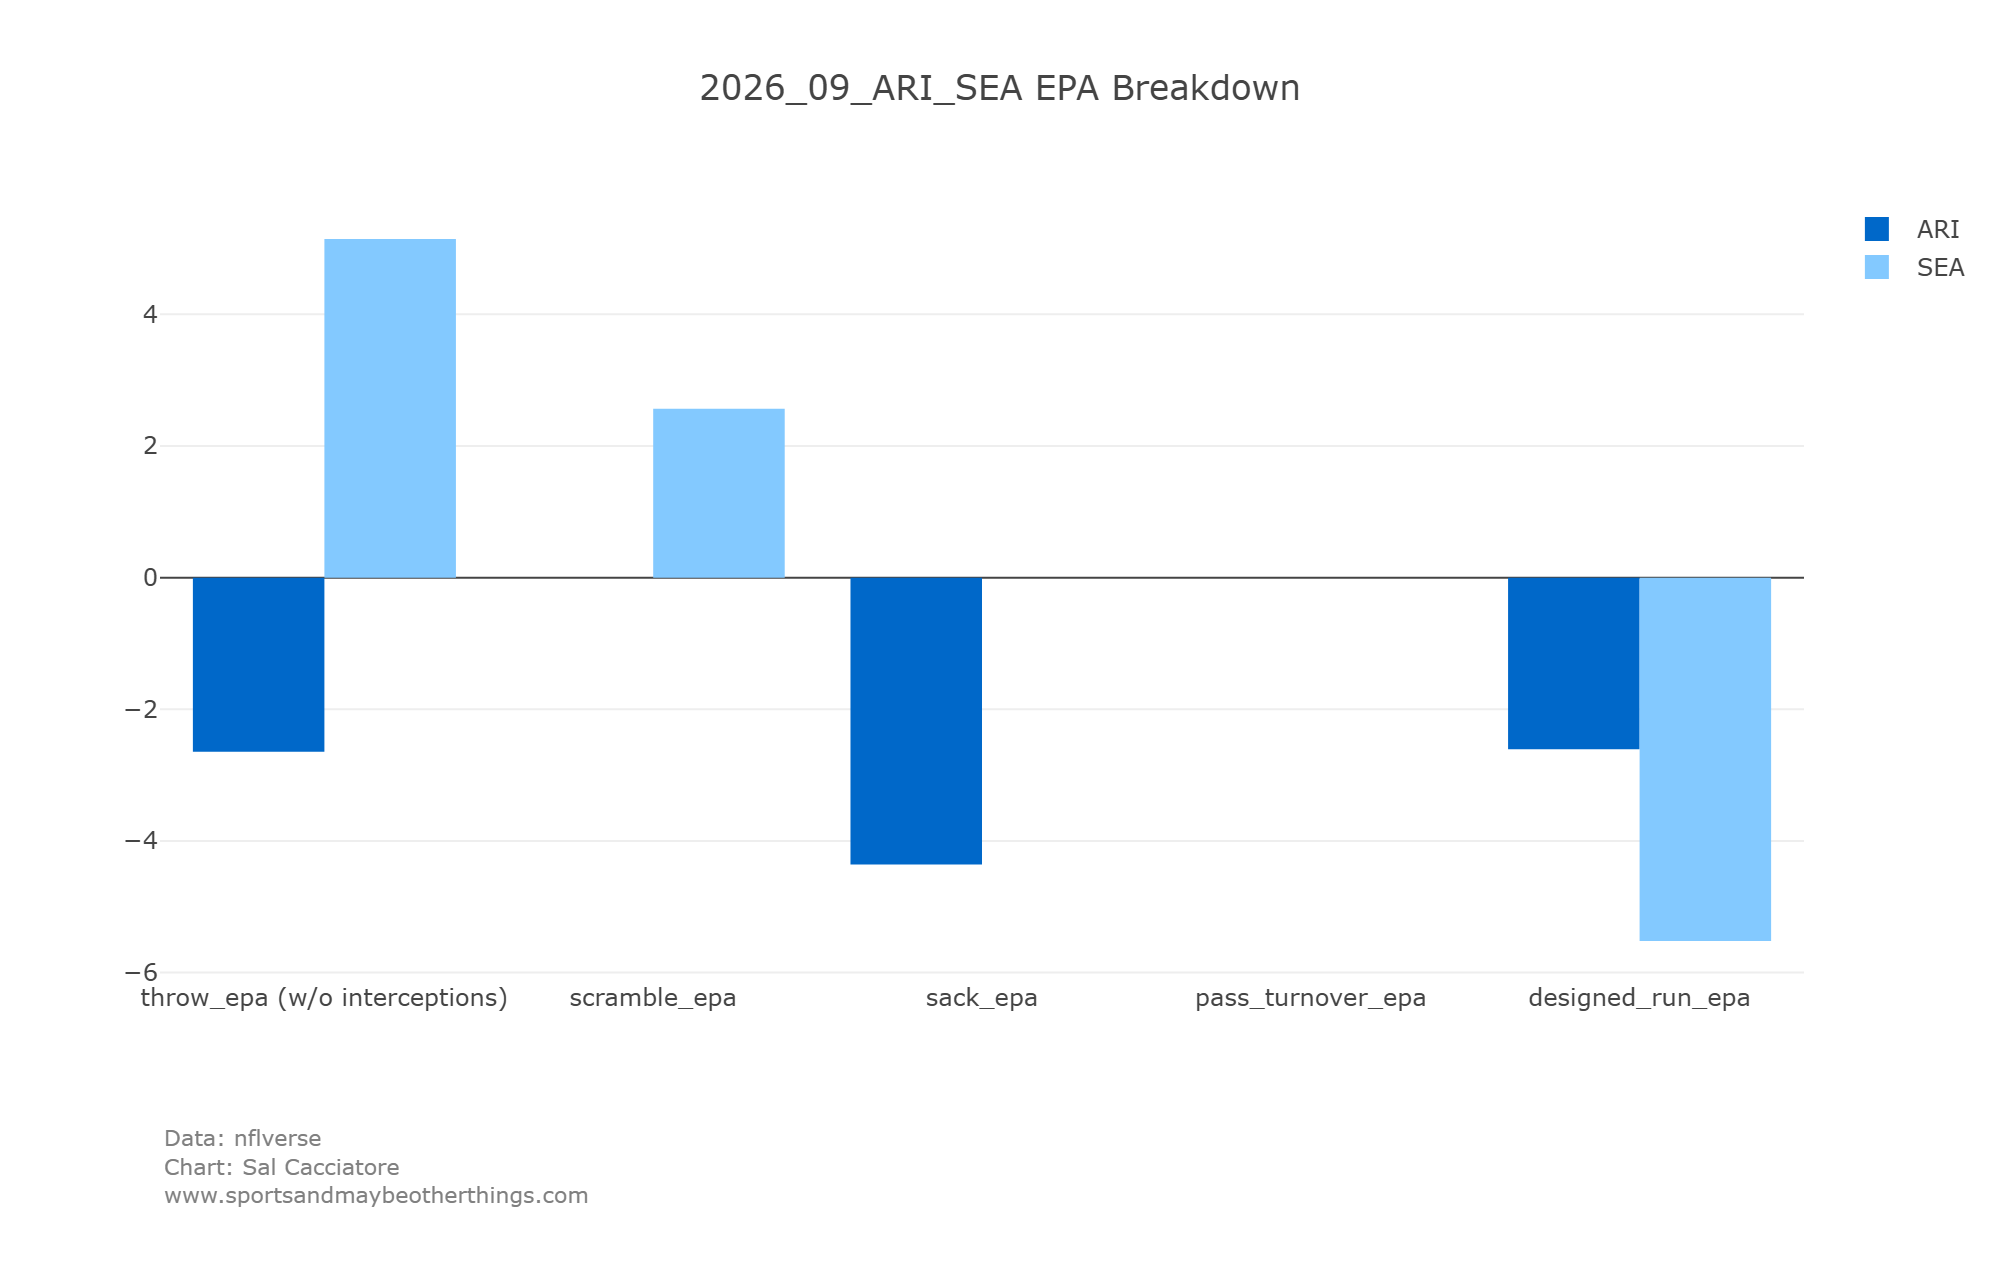 2026_09_ARI_SEA EPA Breakdown
ARI
SEA
4
2
0
−2
−4
−6
throw_epa (w/o interceptions)
scramble_epa
sack_epa
pass_turnover_epa
designed_run_epa
Data: nflverse
Chart: Sal Cacciatore
www.sportsandmaybeotherthings.com